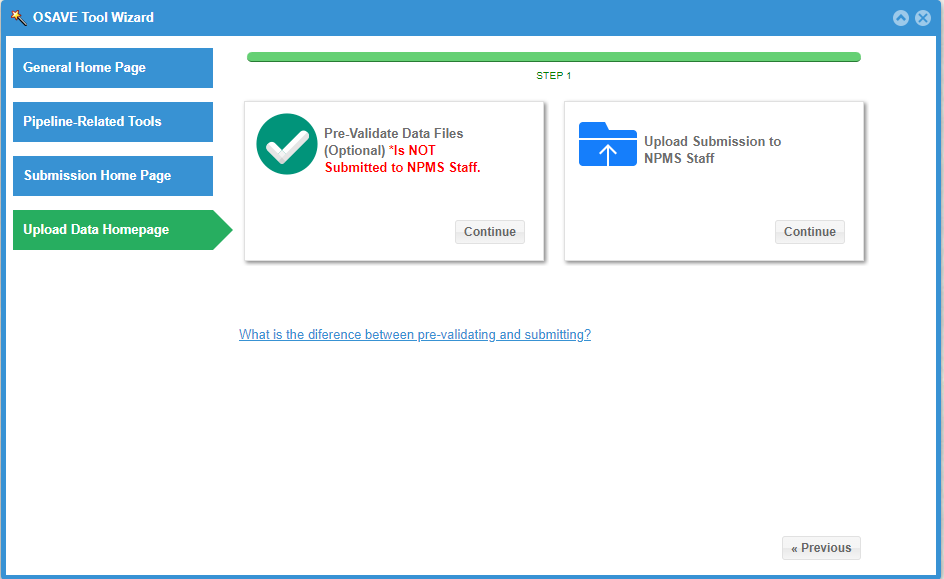 OSAVE Tool Wizard
General Home Page
Pipeline-Related Tools
Submission Home Page
Upload Data Homepage
STEP 1
Pre-Validate Data Files
(Optional) *Is NOT
Submitted to NPMS Staff.
Continue
Upload Submission to
NPMS Staff
Continue
What is the diference between pre-validating and submitting?
« Previous